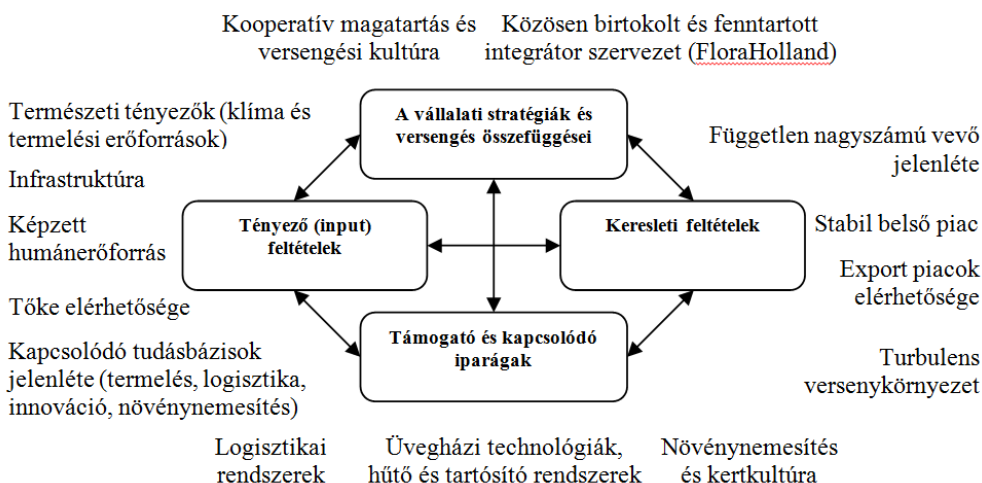 Kooperatív magatartás és
versengési kultúra
Közösen birtokolt és fenntartott
integrátor szervezet (FloraHolland)
Természeti tényezők (klíma és
termelési erőforrások)
Infrastruktúra
Képzett
humánerőforrás
Tőke elérhetősége
Kapcsolódó tudásbázisok
jelenléte (termelés, logisztika,
innováció, növénynemesítés)
A vállalati stratégiák és
versengés összefüggései
Tényező (input)
feltételek
Keresleti feltételek
Támogató és kapcsolódó
iparágak
Független nagyszámú vevő
jelenléte
Stabil belső piac
Export piacok
elérhetősége
Turbulens
versenykörnyezet
Logisztikai
rendszerek
Üvegházi technológiák,
hűtő és tartósító rendszerek
Növénynemesítés
és kertkultúra